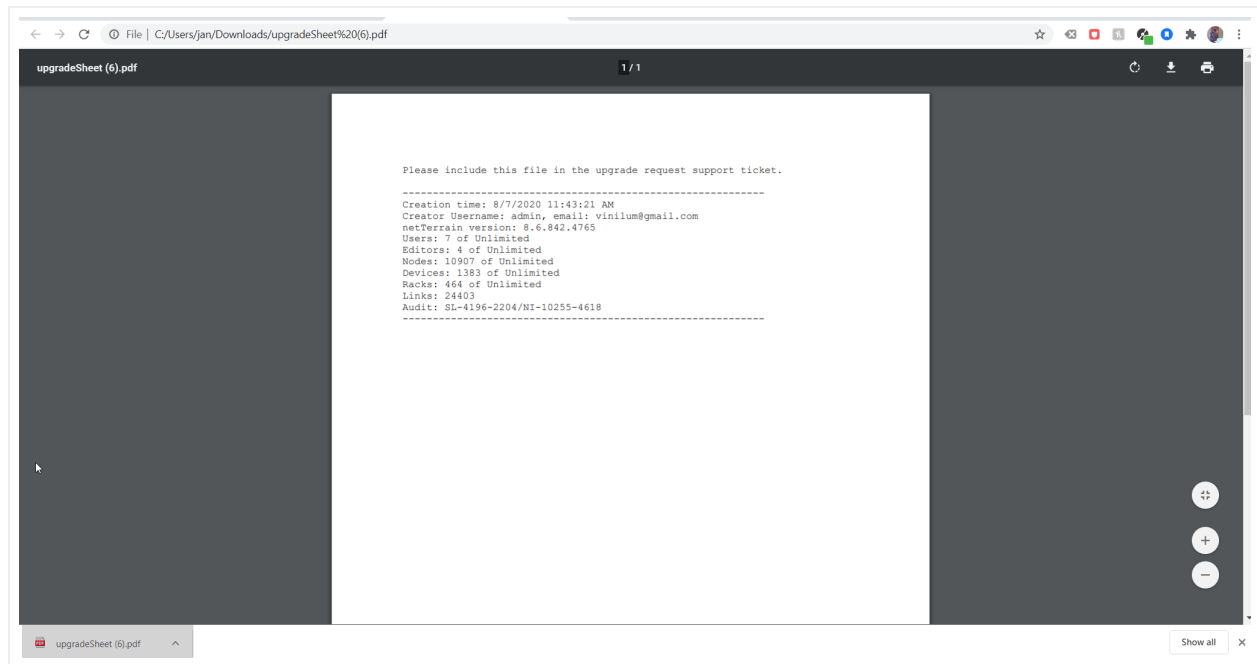 File | C:/Users/jan/Downloads/upgradeSheet%20(6).pdf
upgradeSheet (6).pdf
1 / 1
Please include this file in the upgrade request support ticket.
------------------------------------------------------------
Creation time: 8/7/2020 11:43:21 AM
Creator Username: admin, email: vinilum@gmail.com
netTerrain version: 8.6.842.4765
Users: 7 of Unlimited
Editors: 4 of Unlimited
Nodes: 10907 of Unlimited
Devices: 1383 of Unlimited
Racks: 464 of Unlimited
Links: 24403
Audit: SL-4196-2204/NI-10255-4618
------------------------------------------------------------
upgradeSheet (6).pdf
Show all